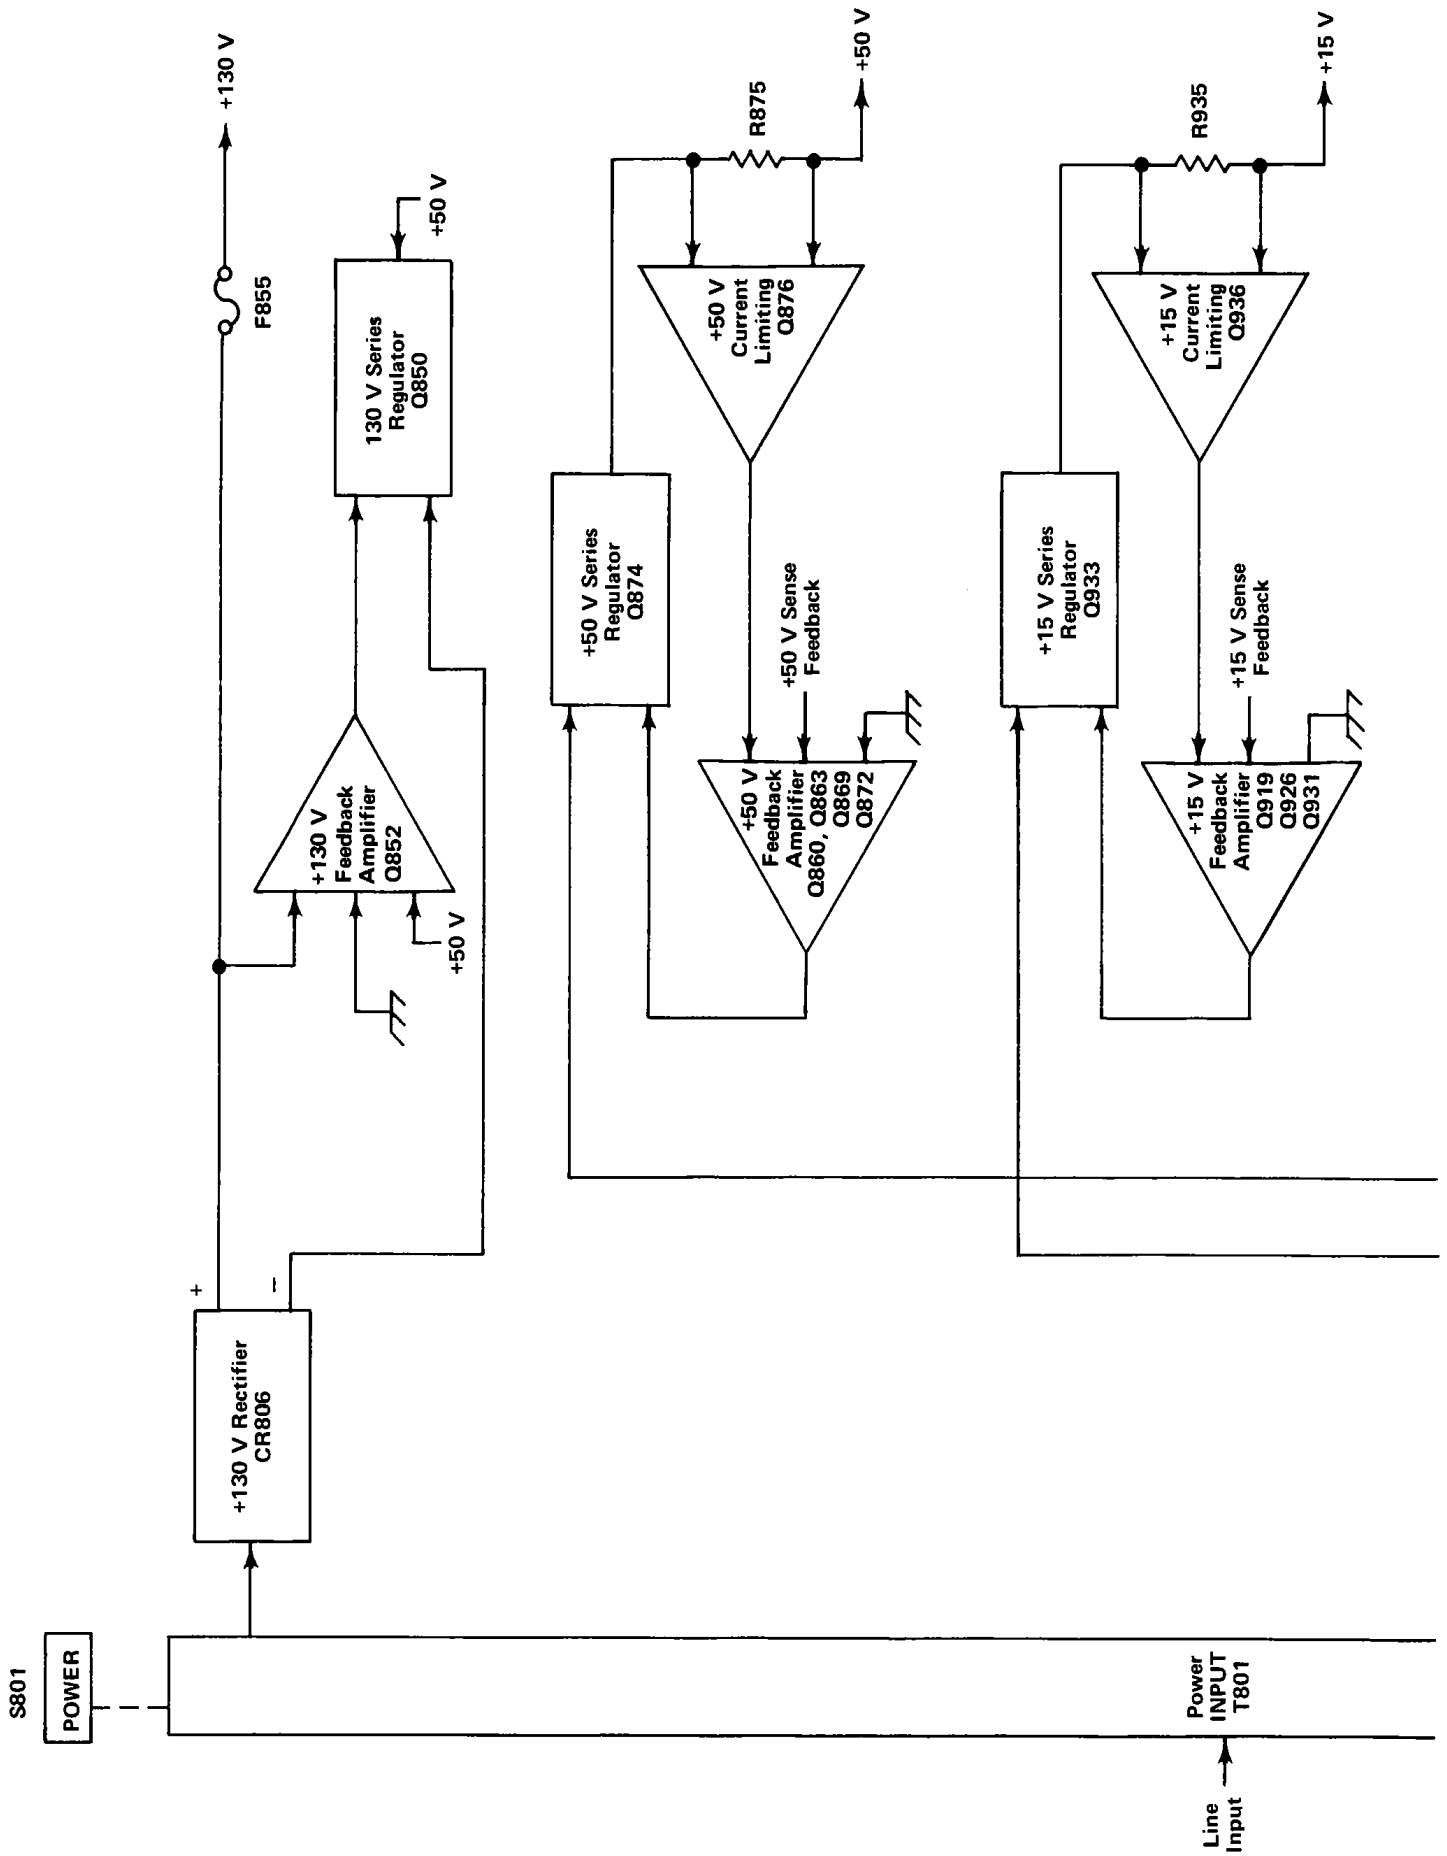 S801
POWER
Line
Input
Power
INPUT
T801
+130 V Rectifier
CR806
+
−
+130 V
Feedback
Amplifier
Q852
+50 V
130 V Series
Regulator
Q850
+50 V
F855
+130 V
+50 V Series
Regulator
Q874
+50 V
Feedback
Amplifier
Q860, Q863
Q869
Q872
+50 V Sense
Feedback
+50 V
Current
Limiting
Q876
R875
+50 V
+15 V Series
Regulator
Q933
+15 V
Feedback
Amplifier
Q919
Q926
Q931
+15 V Sense
Feedback
+15 V
Current
Limiting
Q936
R935
+15 V